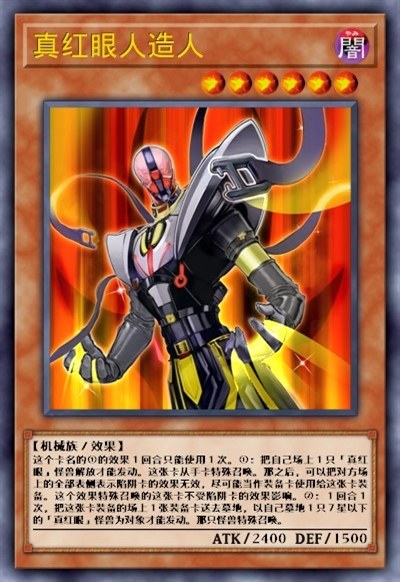 真红眼人造人
闇
【机械族／效果】
这个卡名的①的效果1回合只能使用1次。①：把自己场上1只「真红
眼」怪兽解放才能发动。这张卡从手卡特殊召唤。那之后，可以把对方场
上的全部表侧表示陷阱卡的效果无效，尽可能当作装备卡使用给这张卡装
备。这个效果特殊召唤的这张卡不受陷阱卡的效果影响。②：1回合1
次，把这张卡装备的场上1张装备卡送去墓地，以自己墓地1只7星以下
的「真红眼」怪兽为对象才能发动。那只怪兽特殊召唤。
ATK/2400 DEF/1500